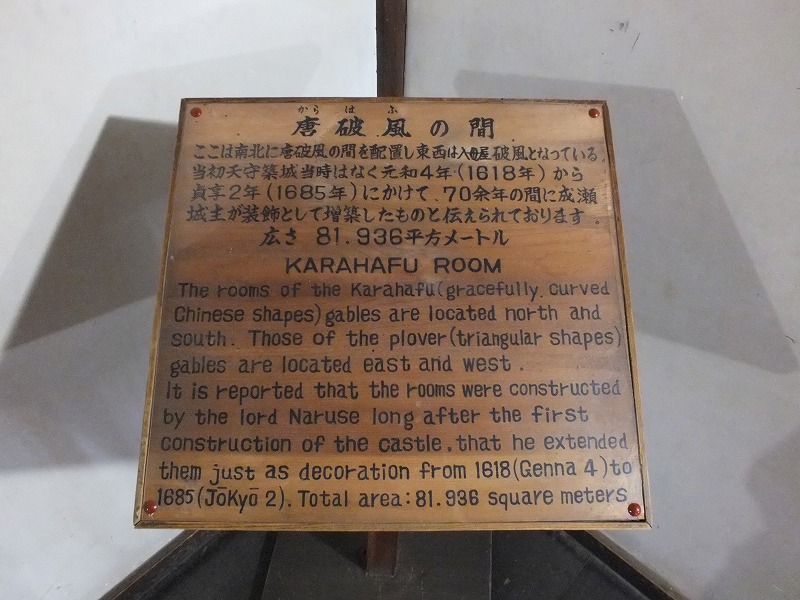 からはふ
唐破風の間
ここは南北に唐破風の間を配置し東西は入母屋破風となっている。
当初天守築城当時はなく元和4年(1618年)から
貞享2年(1685年)にかけて、70余年の間に成瀬
城主が装飾として増築したものと伝えられております。
広さ 81.936平方メートル
KARAHAFU ROOM
The rooms of the Karahafu(gracefully, curved
Chinese shapes)gables are located north and
south. Those of the plover(triangular shapes)
gables are located east and west.
It is reported that the rooms were constructed
by the lord Naruse long after the first
construction of the castle, that he extended
them just as decoration from 1618(Genna 4)to
1685(JōKyō 2). Total area:81.936 square meters